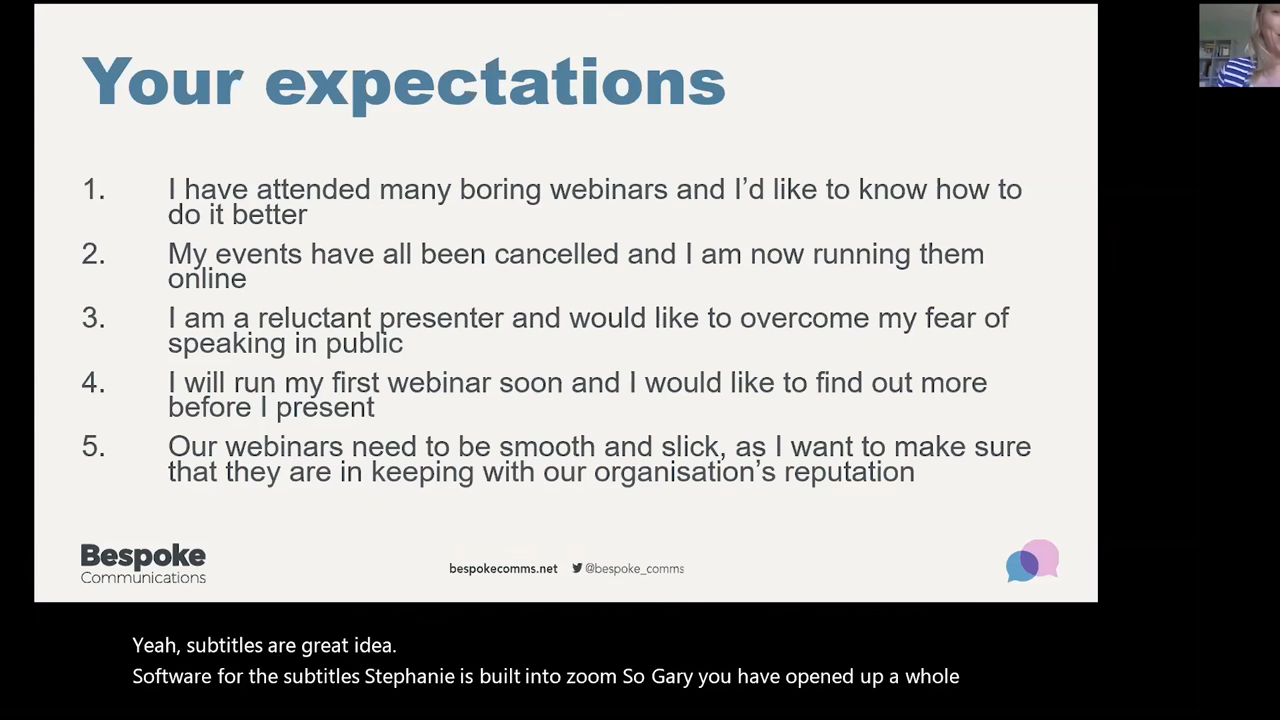 Your expectations
1. I have attended many boring webinars and I’d like to know how to
do it better
2. My events have all been cancelled and I am now running them
online
3. I am a reluctant presenter and would like to overcome my fear of
speaking in public
4. I will run my first webinar soon and I would like to find out more
before I present
5. Our webinars need to be smooth and slick, as I want to make sure
that they are in keeping with our organisation’s reputation
Bespoke
Communications
bespokecomms.net @bespoke_comms
Yeah, subtitles are great idea.
Software for the subtitles Stephanie is built into zoom So Gary you have opened up a whole